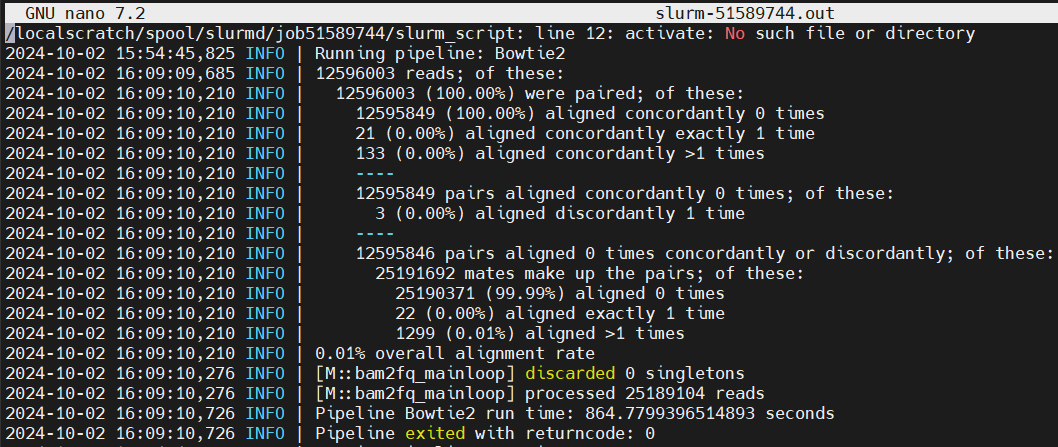 GNU nano 7.2 slurm-51589744.out
/localscratch/spool/slurmd/job51589744/slurm_script: line 12: activate: No such file or directory
2024-10-02 15:54:45,825 INFO | Running pipeline: Bowtie2
2024-10-02 16:09:09,685 INFO | 12596003 reads; of these:
2024-10-02 16:09:10,210 INFO |   12596003 (100.00%) were paired; of these:
2024-10-02 16:09:10,210 INFO |     12595849 (100.00%) aligned concordantly 0 times
2024-10-02 16:09:10,210 INFO |     21 (0.00%) aligned concordantly exactly 1 time
2024-10-02 16:09:10,210 INFO |     133 (0.00%) aligned concordantly >1 times
2024-10-02 16:09:10,210 INFO |     ----
2024-10-02 16:09:10,210 INFO |     12595849 pairs aligned concordantly 0 times; of these:
2024-10-02 16:09:10,210 INFO |       3 (0.00%) aligned discordantly 1 time
2024-10-02 16:09:10,210 INFO |     ----
2024-10-02 16:09:10,210 INFO |     12595846 pairs aligned 0 times concordantly or discordantly; of these:
2024-10-02 16:09:10,210 INFO |       25191692 mates make up the pairs; of these:
2024-10-02 16:09:10,210 INFO |         25190371 (99.99%) aligned 0 times
2024-10-02 16:09:10,210 INFO |         22 (0.00%) aligned exactly 1 time
2024-10-02 16:09:10,210 INFO |         1299 (0.01%) aligned >1 times
2024-10-02 16:09:10,210 INFO | 0.01% overall alignment rate
2024-10-02 16:09:10,276 INFO | [M::bam2fq_mainloop] discarded 0 singletons
2024-10-02 16:09:10,276 INFO | [M::bam2fq_mainloop] processed 25189104 reads
2024-10-02 16:09:10,726 INFO | Pipeline Bowtie2 run time: 864.7799396514893 seconds
2024-10-02 16:09:10,726 INFO | Pipeline exited with returncode: 0